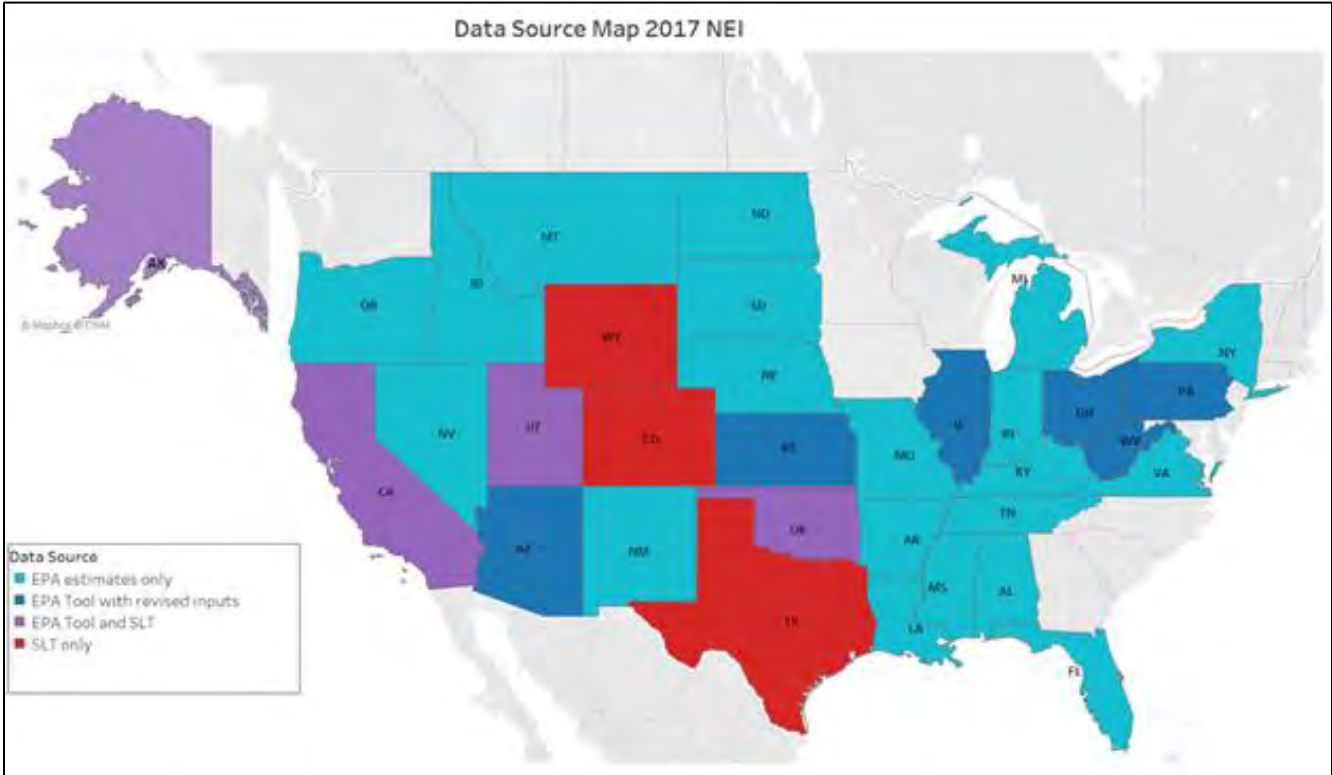 Data Source Map 2017 NEI
ND
MT
AK
ID
OR
SD
MI
WY
NY
NE
PA
OH
IL
NV
UT
CO
IN
WV
KS
MO
KY
VA
CA
TN
OK
AR
AZ
NM
MS
AL
TX
LA
FL
Data Source
EPA estimates only
EPA Tool with revised inputs
EPA Tool and SLT
SLT only